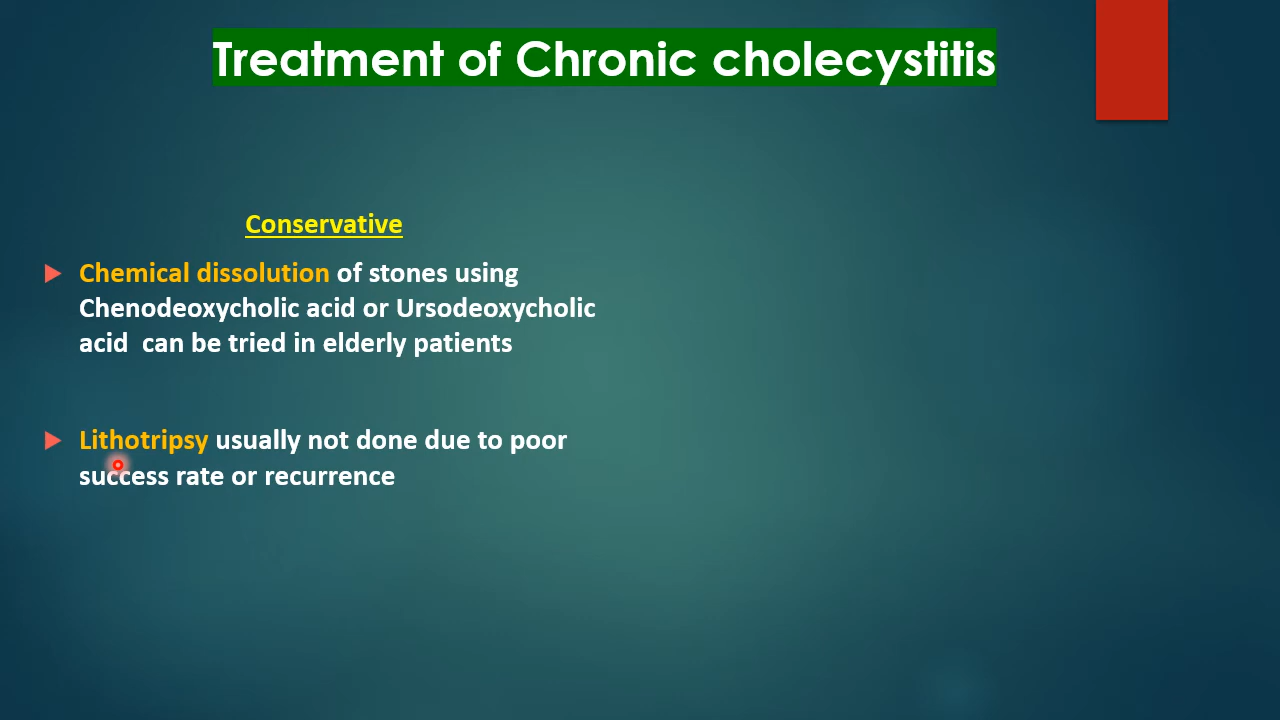 Treatment of Chronic cholecystitis
Conservative
Chemical dissolution of stones using
Chenodeoxycholic acid or Ursodeoxycholic
acid  can be tried in elderly patients
Lithotripsy usually not done due to poor
success rate or recurrence